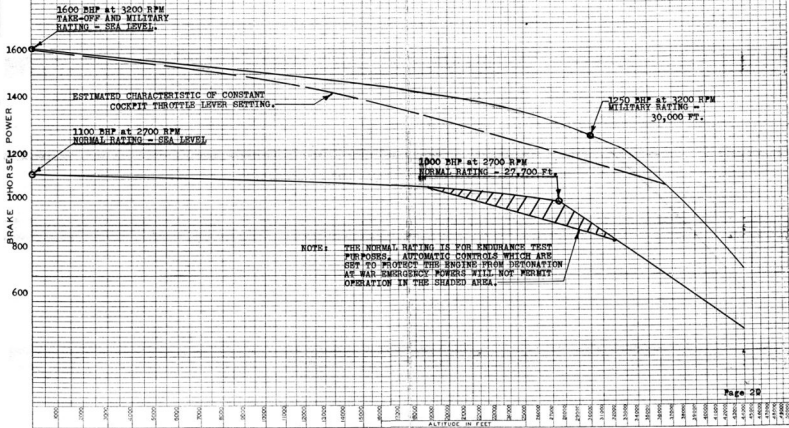 1600 BHP at 3200 RPM
TAKE-OFF AND MILITARY
RATING - SEA LEVEL.
1600
ESTIMATED CHARACTERISTIC OF CONSTANT
COCKPIT THROTTLE LEVER SETTING.
1400
1250 BHP at 3200 RPM
MILITARY RATING -
30,000 FT.
1100 BHP at 2700 RPM
NORMAL RATING - SEA LEVEL
1200
1000 BHP at 2700 RPM
NORMAL RATING - 27,700 Ft.
1000
BRAKE HORSE POWER
800
NOTE: THE NORMAL RATING IS FOR ENDURANCE TEST
PURPOSES. AUTOMATIC CONTROLS WHICH ARE
SET TO PROTECT THE ENGINE FROM DETONATION
AT WAR EMERGENCY POWERS WILL NOT PERMIT
OPERATION IN THE SHADED AREA.
600
Page 29
ALTITUDE IN FEET